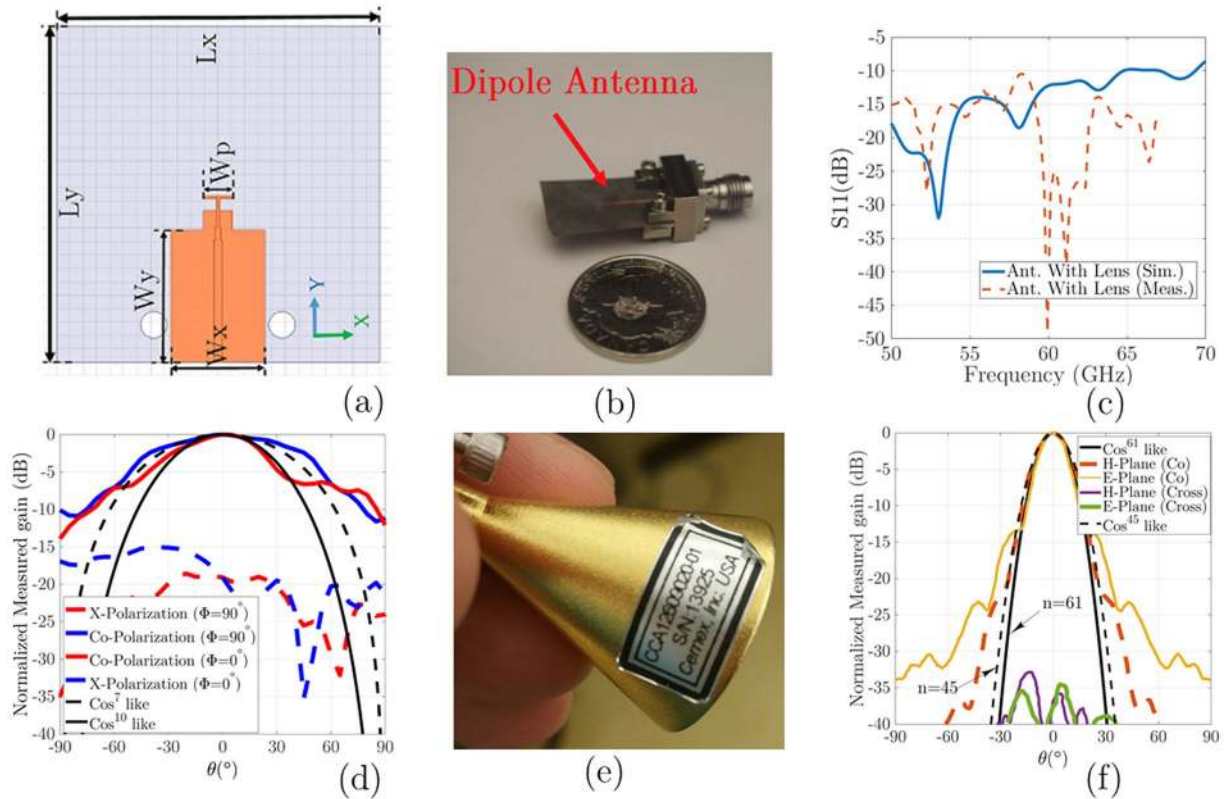 Lx
Ly
Wp
Wy
Wx
Y
X
(a)
Dipole Antenna
(b)
-5
-10
-15
-20
-25
-30
-35
-40
-45
-50
S11(dB)
Ant. With Lens (Sim.)
Ant. With Lens (Meas.)
50 55 60 65 70
Frequency (GHz)
(c)
0
-5
-10
-15
-20
-25
-30
-35
-40
Normalized Measured gain (dB)
X-Polarization (Φ=90°)
Co-Polarization (Φ=90°)
Co-Polarization (Φ=0°)
X-Polarization (Φ=0°)
Cos⁷ like
Cos¹⁰ like
-90 -60 -30 0 30 60 90
θ(°)
(d)
CCA12500020-01
S/N:13925
Cernex, Inc. USA
(e)
0
-5
-10
-15
-20
-25
-30
-35
-40
Normalized Measured gain (dB)
Cos⁶¹ like
H-Plane (Co)
E-Plane (Co)
H-Plane (Cross)
E-Plane (Cross)
Cos⁴⁵ like
n=61
n=45
-90 -60 -30 0 30 60 90
θ(°)
(f)